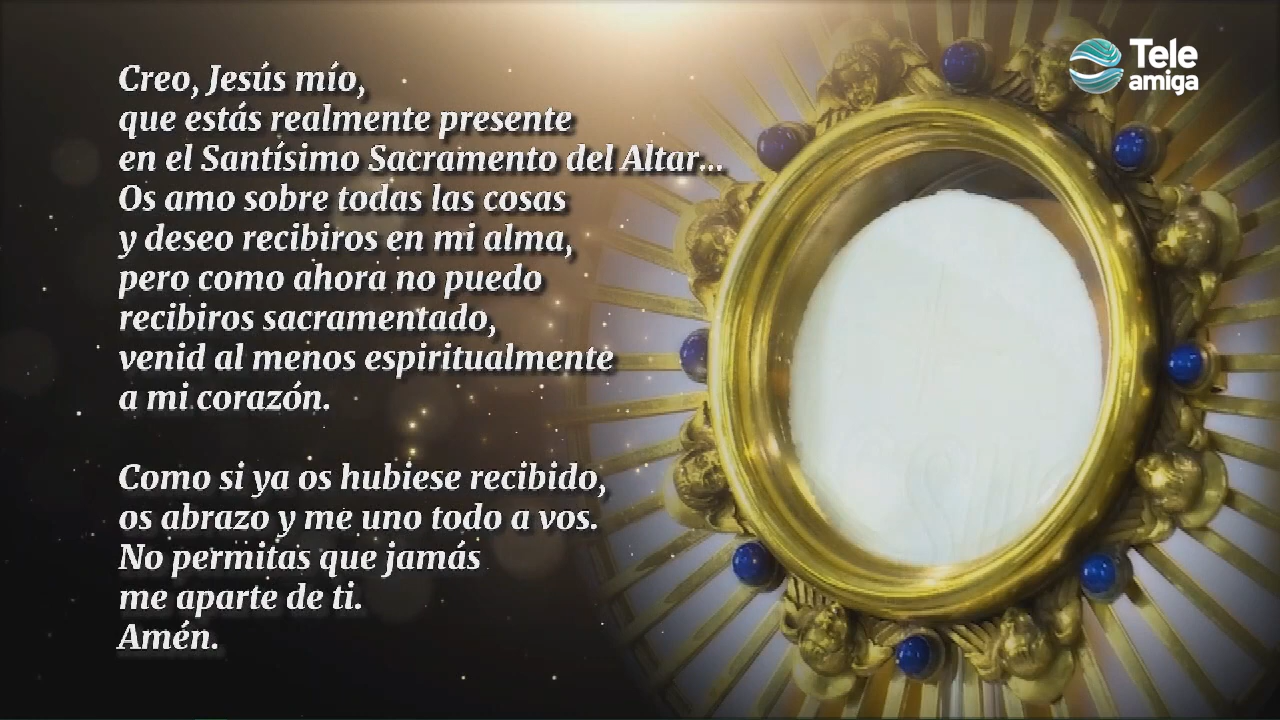 Creo, Jesús mío,
que estás realmente presente
en el Santísimo Sacramento del Altar...
Os amo sobre todas las cosas
y deseo recibiros en mi alma,
pero como ahora no puedo
recibiros sacramentado,
venid al menos espiritualmente
a mi corazón.
Como si ya os hubiese recibido,
os abrazo y me uno todo a vos.
No permitas que jamás
me aparte de ti.
Amén.
Tele
amiga